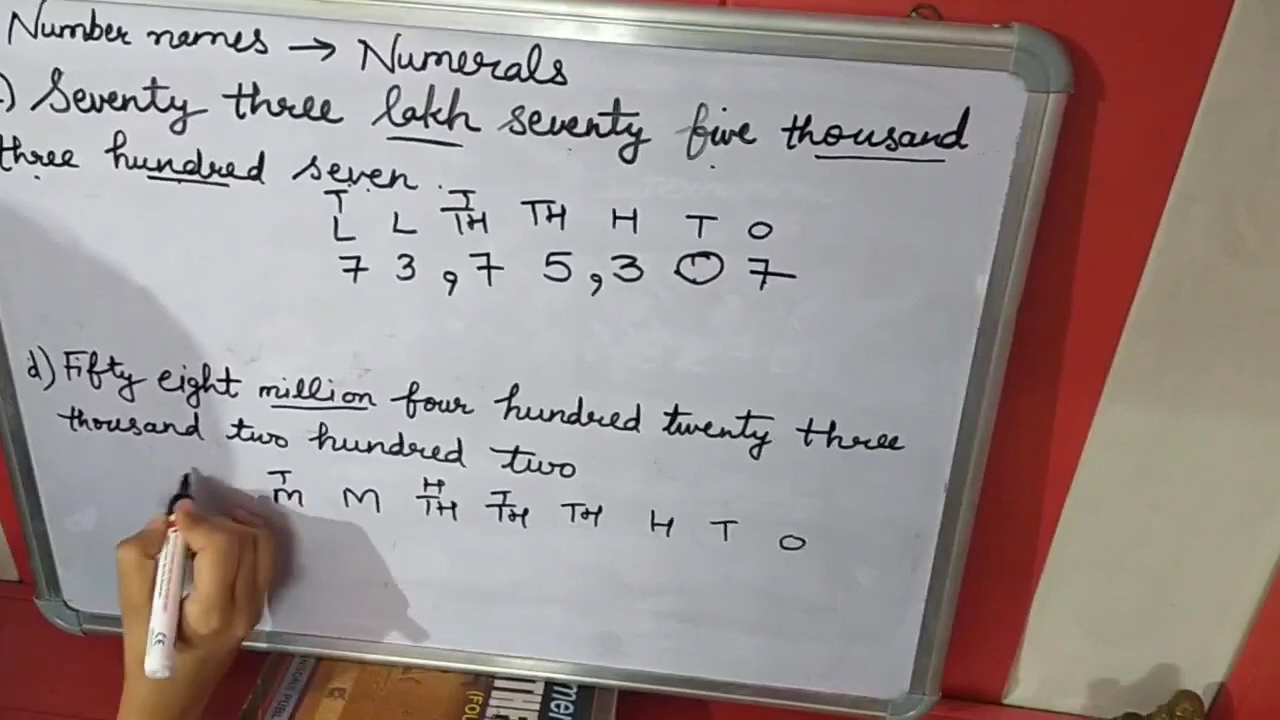 Number names → Numerals
) Seventy three lakh seventy five thousand
three hundred seven.
T T
L L TH TH H T O
7 3,7 5,3 0 7
d) Fifty eight million four hundred twenty three
thousand two hundred two
T H T
M M TH TH TH H T O